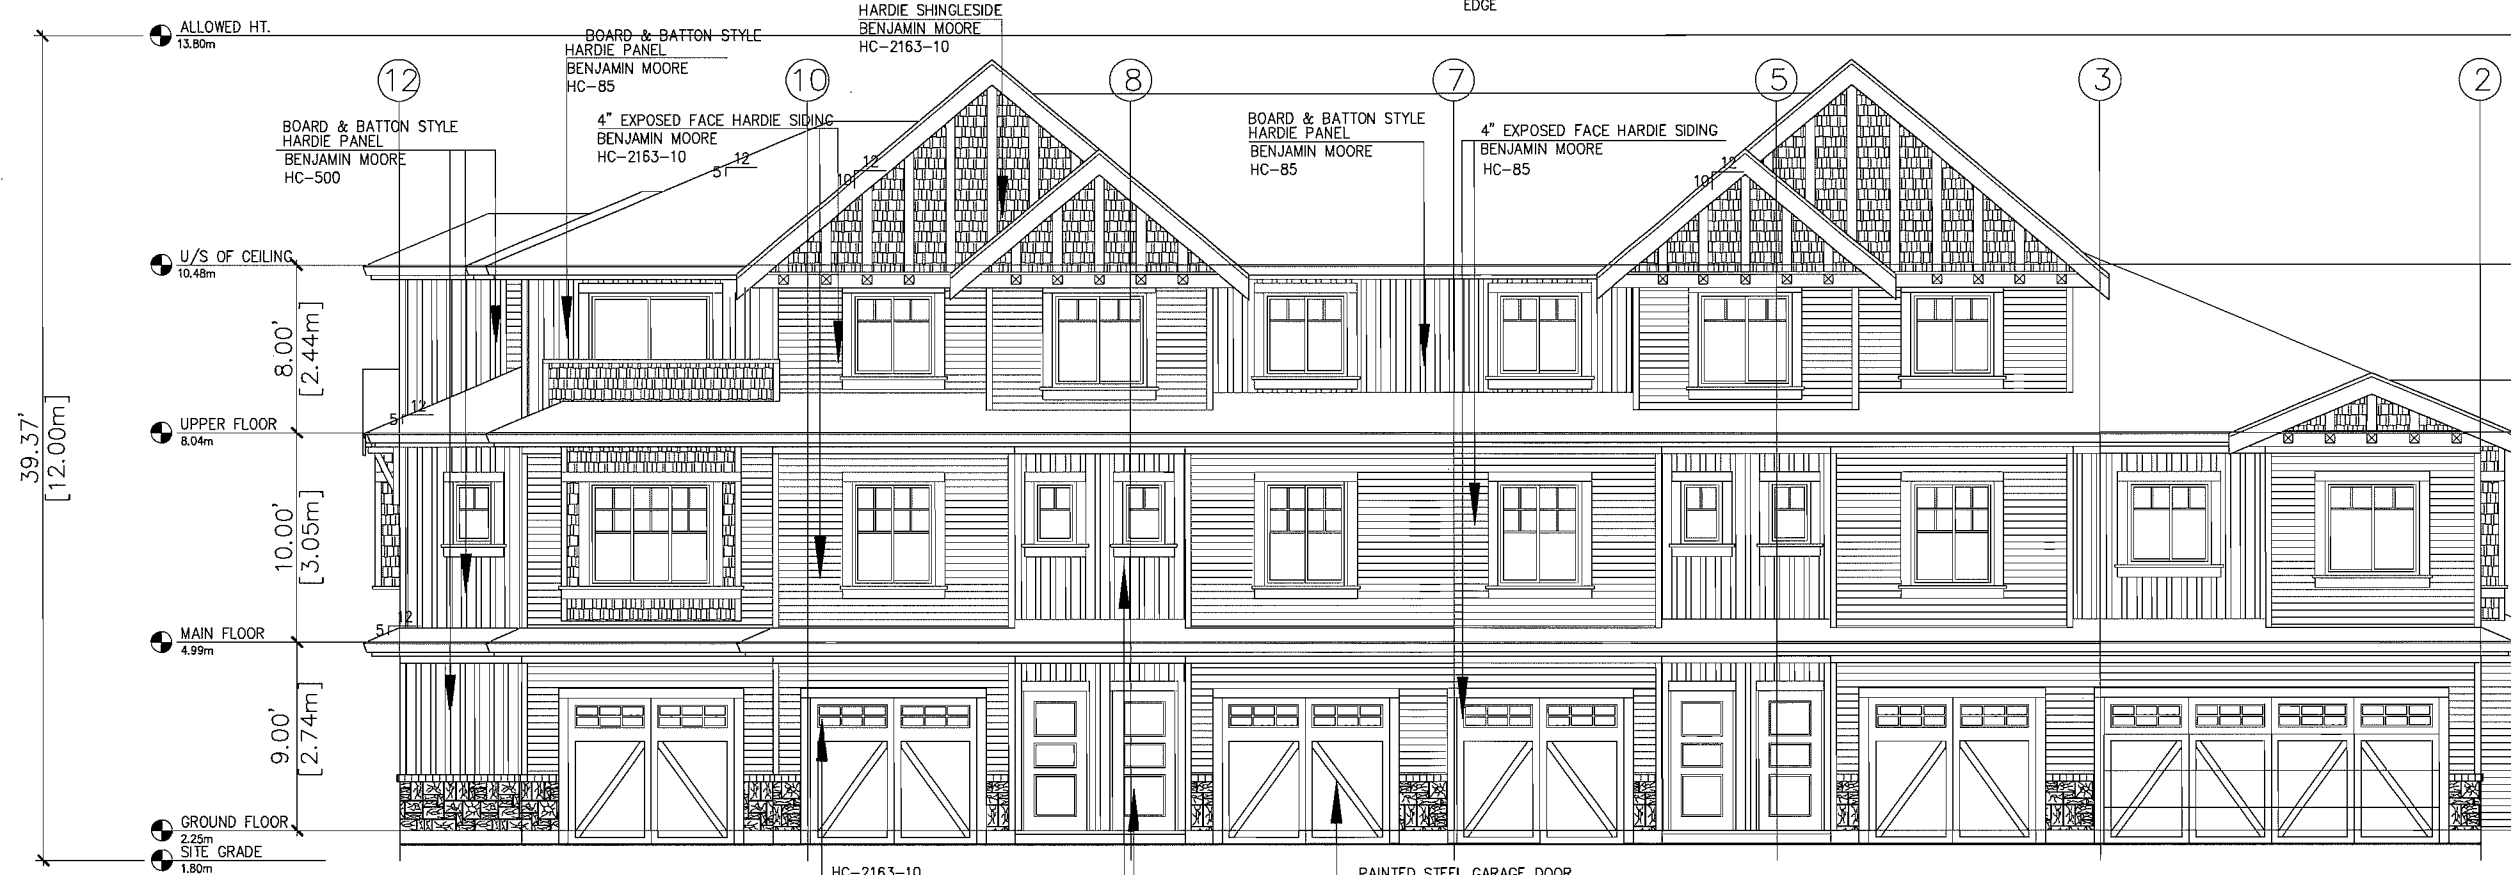 EDGE
HARDIE SHINGLESIDE
BENJAMIN MOORE
HC-2163-10
ALLOWED HT.
13.80m
BOARD & BATTON STYLE
HARDIE PANEL
BENJAMIN MOORE
HC-85
12
10
8
7
5
3
2
4" EXPOSED FACE HARDIE SIDING
BENJAMIN MOORE
HC-2163-10
BOARD & BATTON STYLE
HARDIE PANEL
BENJAMIN MOORE
HC-500
BOARD & BATTON STYLE
HARDIE PANEL
BENJAMIN MOORE
HC-85
4" EXPOSED FACE HARDIE SIDING
BENJAMIN MOORE
HC-85
12
5
12
10
12
10
U/S OF CEILING
10.48m
8.00'
[2.44m]
39.37'
[12.00m]
12
5
UPPER FLOOR
8.04m
10.00'
[3.05m]
12
5
MAIN FLOOR
4.99m
9.00'
[2.74m]
GROUND FLOOR
2.25m
SITE GRADE
1.80m
HC-2163-10
PAINTED STEEL GARAGE DOOR